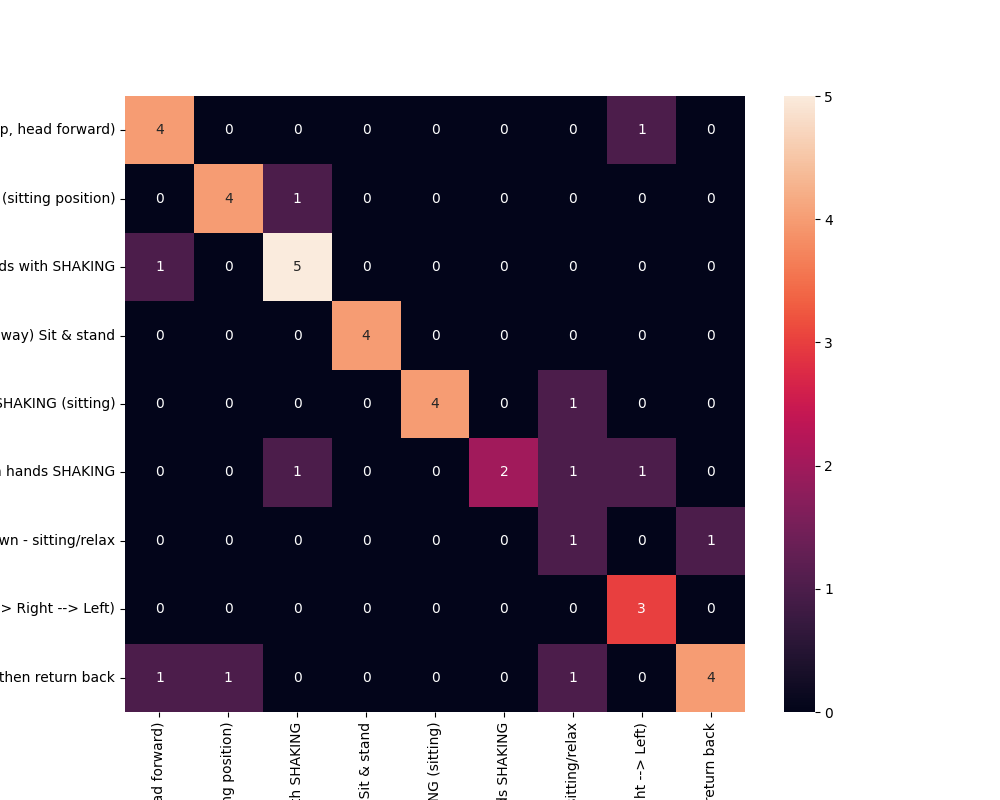 p, head forward) 4 0 0 0 0 0 0 1 0
(sitting position) 0 4 1 0 0 0 0 0 0
ds with SHAKING 1 0 5 0 0 0 0 0 0
way) Sit & stand 0 0 0 4 0 0 0 0 0
SHAKING (sitting) 0 0 0 0 4 0 1 0 0
hands SHAKING 0 0 1 0 0 2 1 1 0
wn - sitting/relax 0 0 0 0 0 0 1 0 1
> Right --> Left) 0 0 0 0 0 0 0 3 0
then return back 1 1 0 0 0 0 1 0 4
ad forward)
ng position)
th SHAKING
Sit & stand
NG (sitting)
ds SHAKING
sitting/relax
ht --> Left)
return back
5
4
3
2
1
0